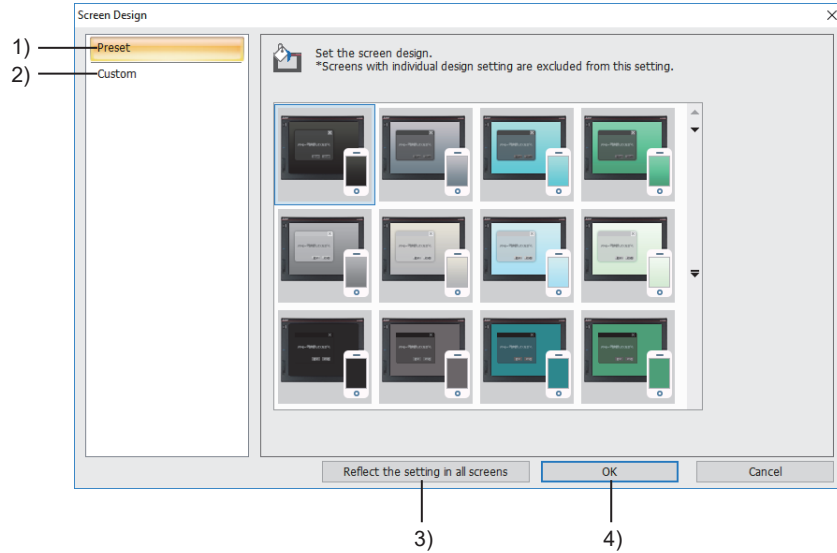 Screen Design
1)
Preset
2)
Custom
Set the screen design.
*Screens with individual design setting are excluded from this setting.
Reflect the setting in all screens
OK
Cancel
3)
4)